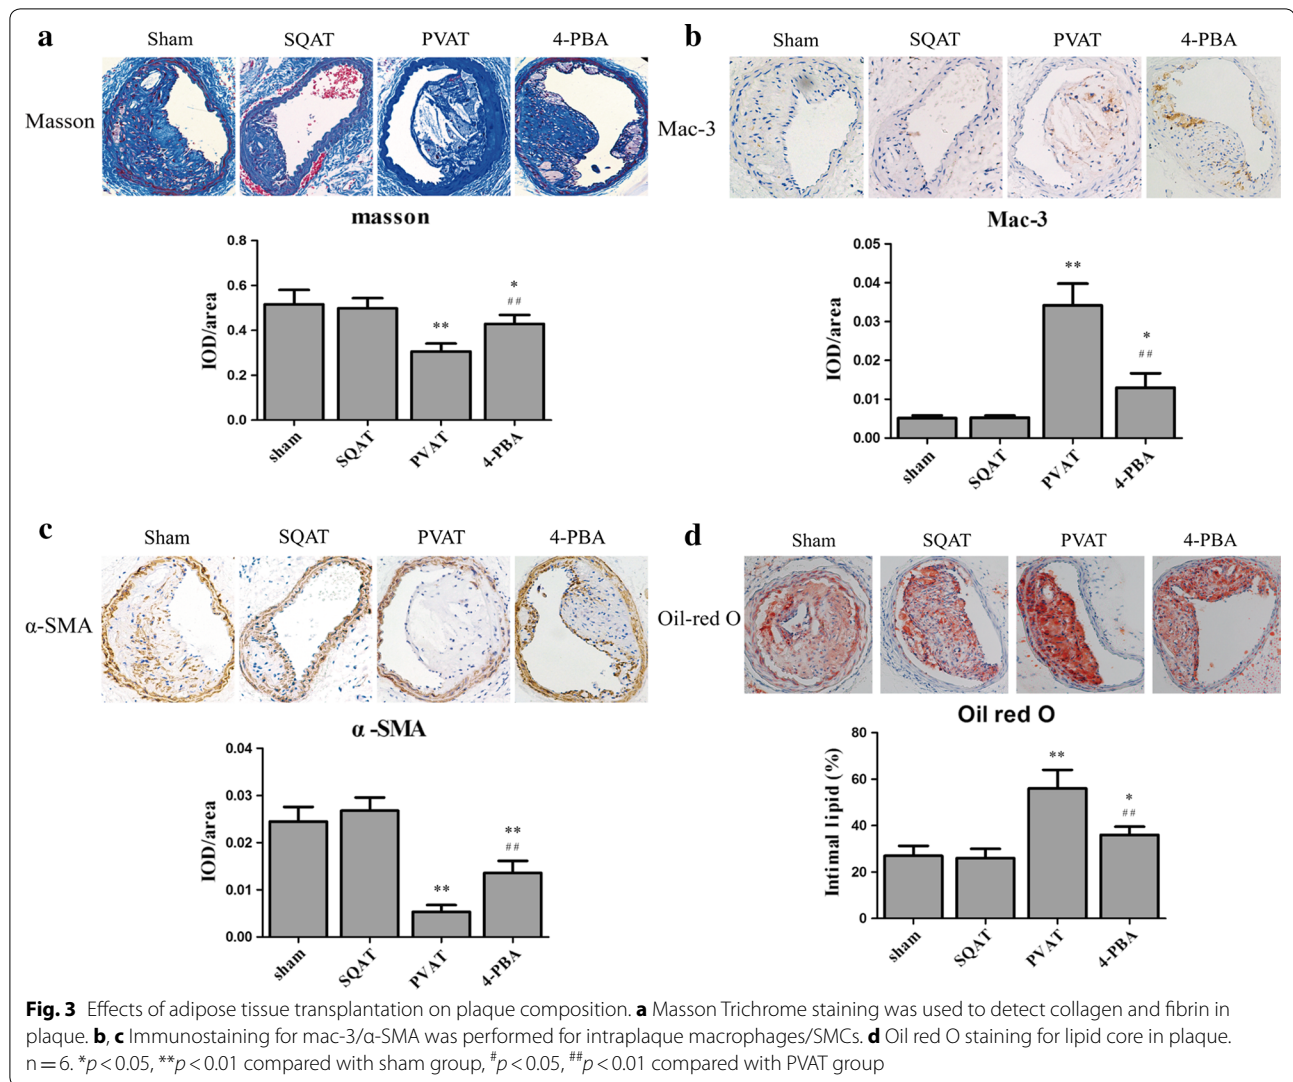 a
Sham SQAT PVAT 4-PBA
Masson
masson
IOD/area
0.8
0.6
0.4
0.2
0.0
sham SQAT PVAT 4-PBA
**
*
##
b
Sham SQAT PVAT 4-PBA
Mac-3
Mac-3
IOD/area
0.05
0.04
0.03
0.02
0.01
0.00
sham SQAT PVAT 4-PBA
**
*
##
c
Sham SQAT PVAT 4-PBA
α-SMA
α -SMA
IOD/area
0.04
0.03
0.02
0.01
0.00
sham SQAT PVAT 4-PBA
**
**
##
d
Sham SQAT PVAT 4-PBA
Oil-red O
Oil red O
Intimal lipid (%)
80
60
40
20
0
sham SQAT PVAT 4-PBA
**
*
##
Fig. 3 Effects of adipose tissue transplantation on plaque composition. a Masson Trichrome staining was used to detect collagen and fibrin in
plaque. b, c Immunostaining for mac-3/α-SMA was performed for intraplaque macrophages/SMCs. d Oil red O staining for lipid core in plaque.
n = 6. *p < 0.05, **p < 0.01 compared with sham group, #p < 0.05, ##p < 0.01 compared with PVAT group